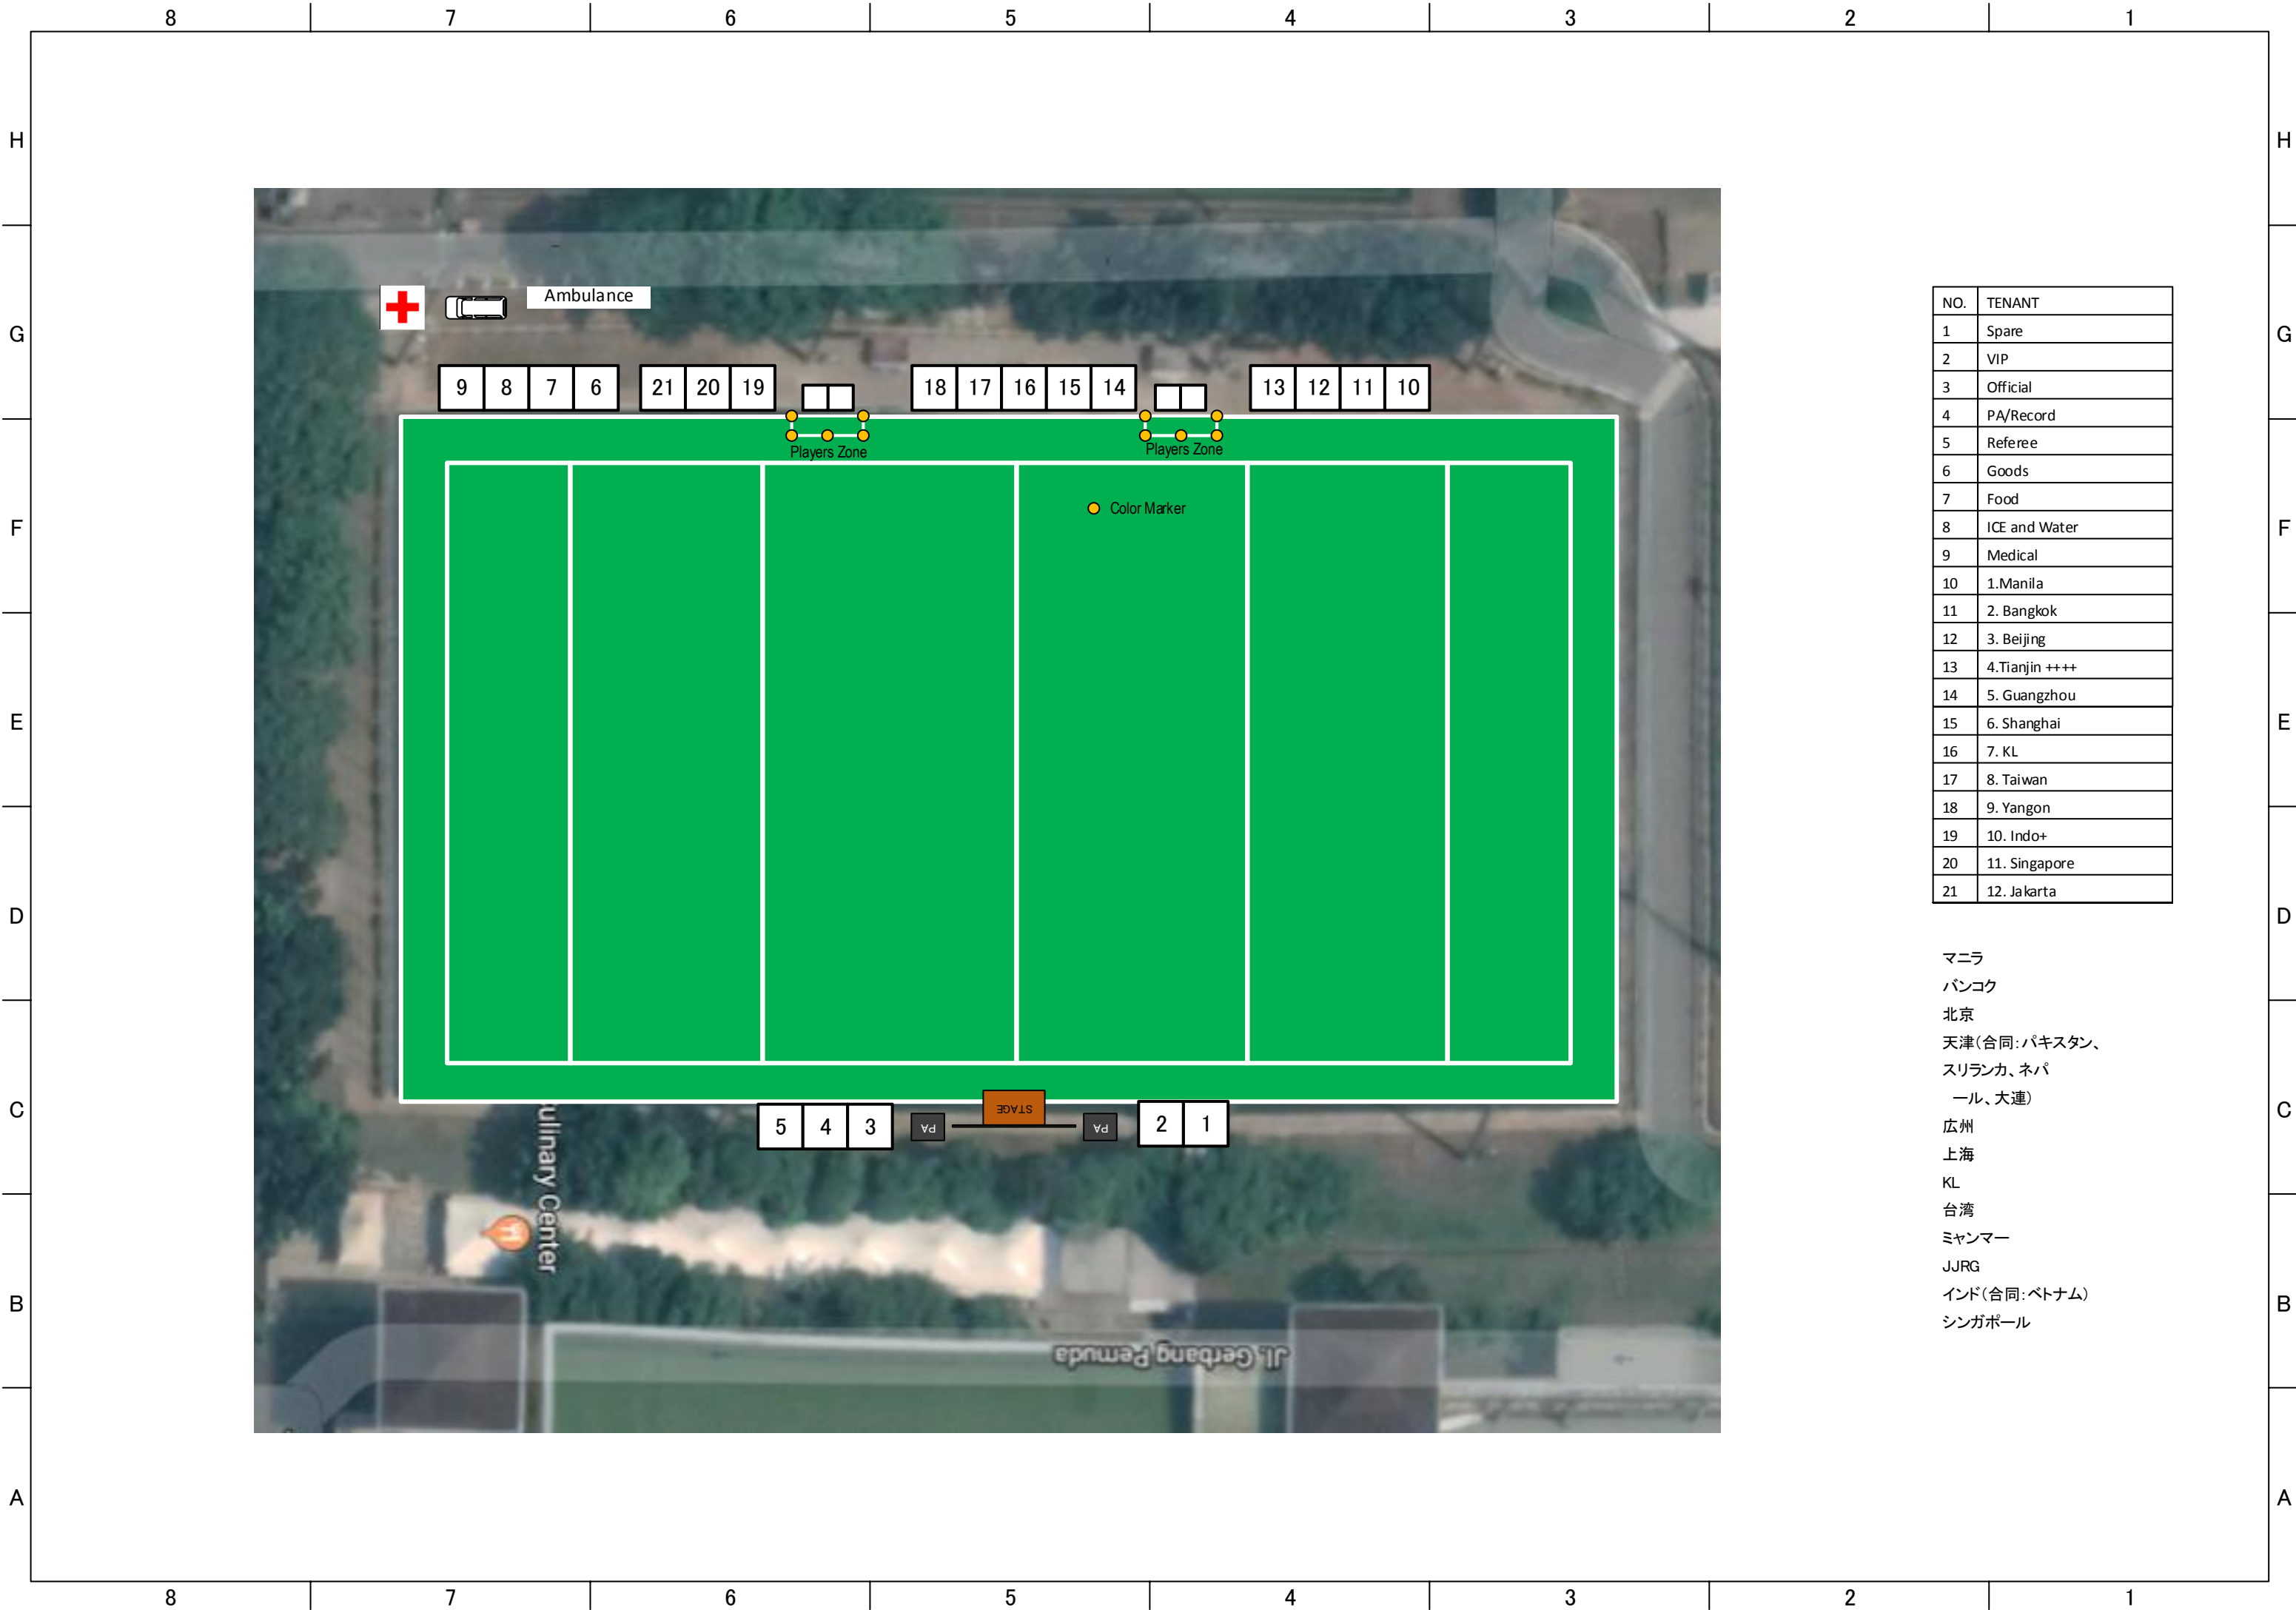 8 7 6 5 4 3 2 1
H H
G G
F F
E E
D D
C C
B B
A A
Ambulance
9 8 7 6 21 20 19 18 17 16 15 14 13 12 11 10
Players Zone
Players Zone
Color Marker
5 4 3 PA STAGE PA 2 1
ulinary Center
Jl. Gerbang Pemuda
NO. TENANT
1 Spare
2 VIP
3 Official
4 PA/Record
5 Referee
6 Goods
7 Food
8 ICE and Water
9 Medical
10 1.Manila
11 2. Bangkok
12 3. Beijing
13 4.Tianjin ++++
14 5. Guangzhou
15 6. Shanghai
16 7. KL
17 8. Taiwan
18 9. Yangon
19 10. Indo+
20 11. Singapore
21 12. Jakarta
マニラ
バンコク
北京
天津(合同:パキスタン、
スリランカ、ネパ
ール、大連)
広州
上海
KL
台湾
ミャンマー
JJRG
インド(合同:ベトナム)
シンガポール
8 7 6 5 4 3 2 1